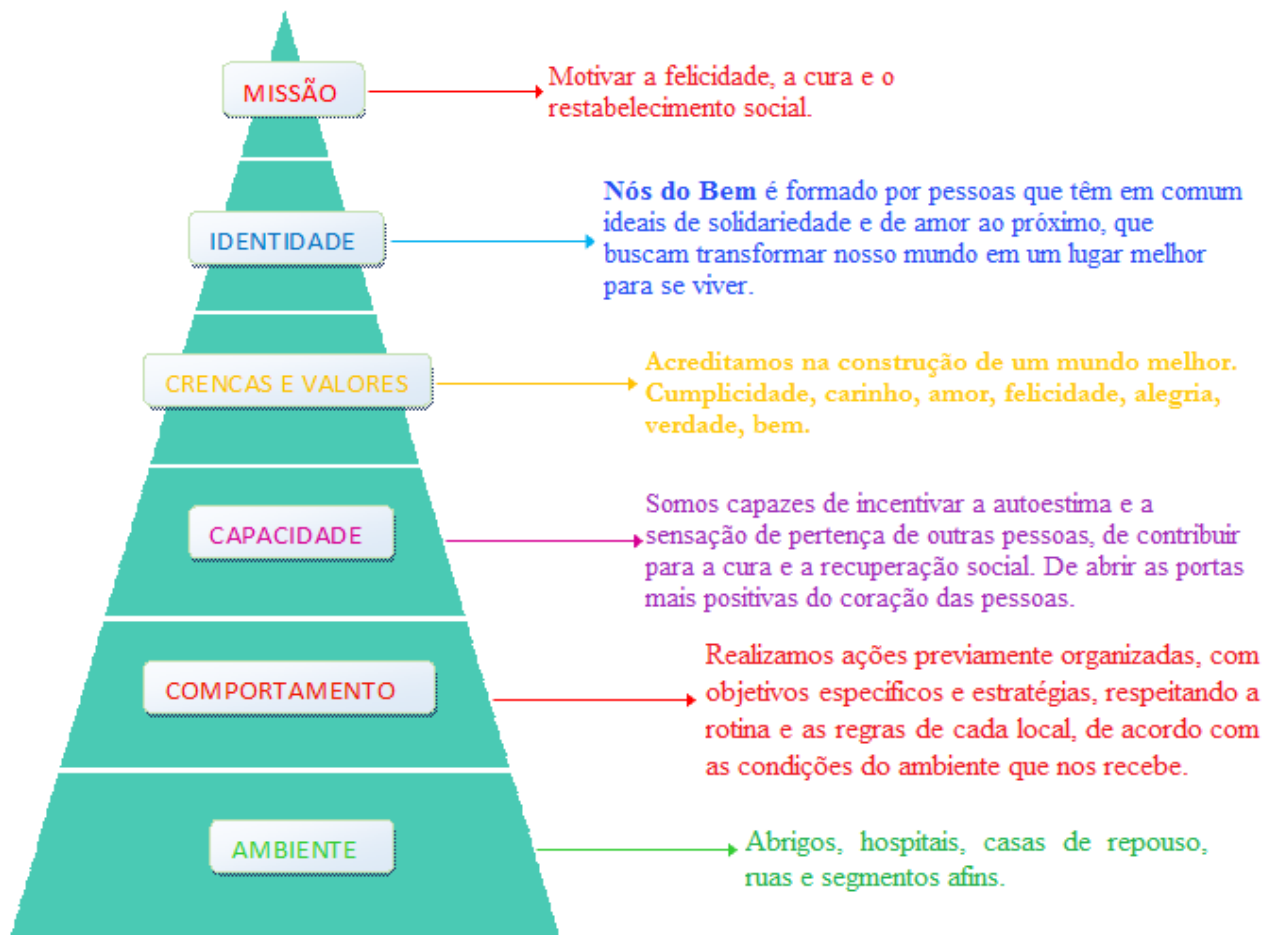 MISSÃO
Motivar a felicidade, a cura e o
restabelecimento social.
IDENTIDADE
Nós do Bem é formado por pessoas que têm em comum
ideais de solidariedade e de amor ao próximo, que
buscam transformar nosso mundo em um lugar melhor
para se viver.
CRENCAS E VALORES
Acreditamos na construção de um mundo melhor.
Cumplicidade, carinho, amor, felicidade, alegria,
verdade, bem.
CAPACIDADE
Somos capazes de incentivar a autoestima e a
sensação de pertença de outras pessoas, de contribuir
para a cura e a recuperação social. De abrir as portas
mais positivas do coração das pessoas.
COMPORTAMENTO
Realizamos ações previamente organizadas, com
objetivos específicos e estratégias, respeitando a
rotina e as regras de cada local, de acordo com
as condições do ambiente que nos recebe.
AMBIENTE
Abrigos, hospitais, casas de repouso,
ruas e segmentos afins.